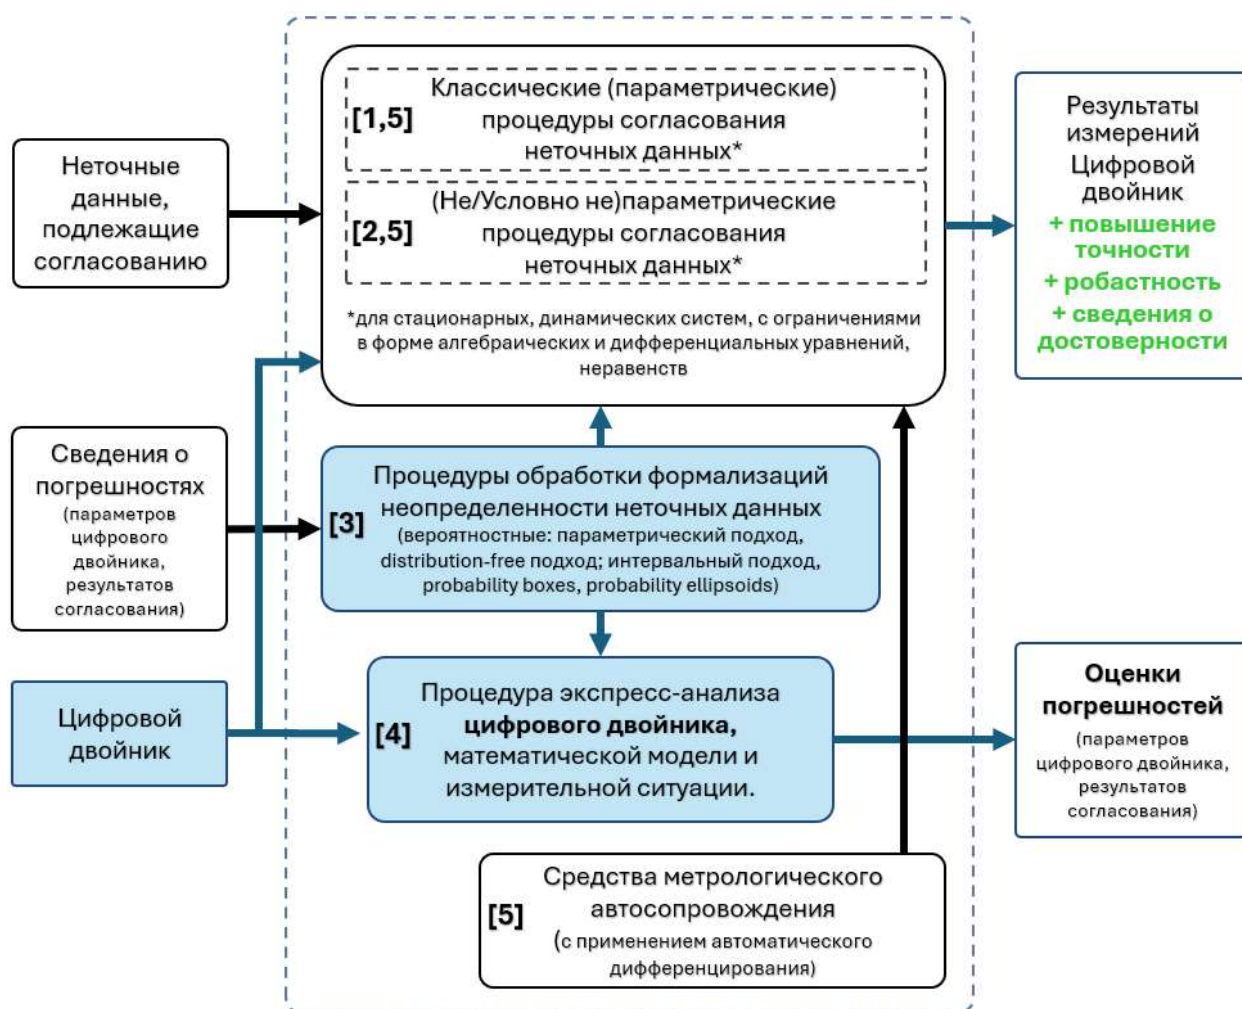 Неточные
данные,
подлежащие
согласованию
Сведения о
погрешностях
(параметров
цифрового
двойника,
результатов
согласования)
Цифровой
двойник
Классические (параметрические)
[1,5] процедуры согласования
неточных данных*
(Не/Условно не)параметрические
[2,5] процедуры согласования
неточных данных*
*для стационарных, динамических систем, с ограничениями
в форме алгебраических и дифференциальных уравнений,
неравенств
Процедуры обработки формализаций
неопределенности неточных данных
[3] (вероятностные: параметрический подход,
distribution-free подход; интервальный подход,
probability boxes, probability ellipsoids)
Процедура экспресс-анализа
[4] цифрового двойника,
математической модели и
измерительной ситуации.
Средства метрологического
[5] автосопровождения
(с применением автоматического
дифференцирования)
Результаты
измерений
Цифровой
двойник
+ повышение
точности
+ робастность
+ сведения о
достоверности
Оценки
погрешностей
(параметров
цифрового двойника,
результатов
согласования)